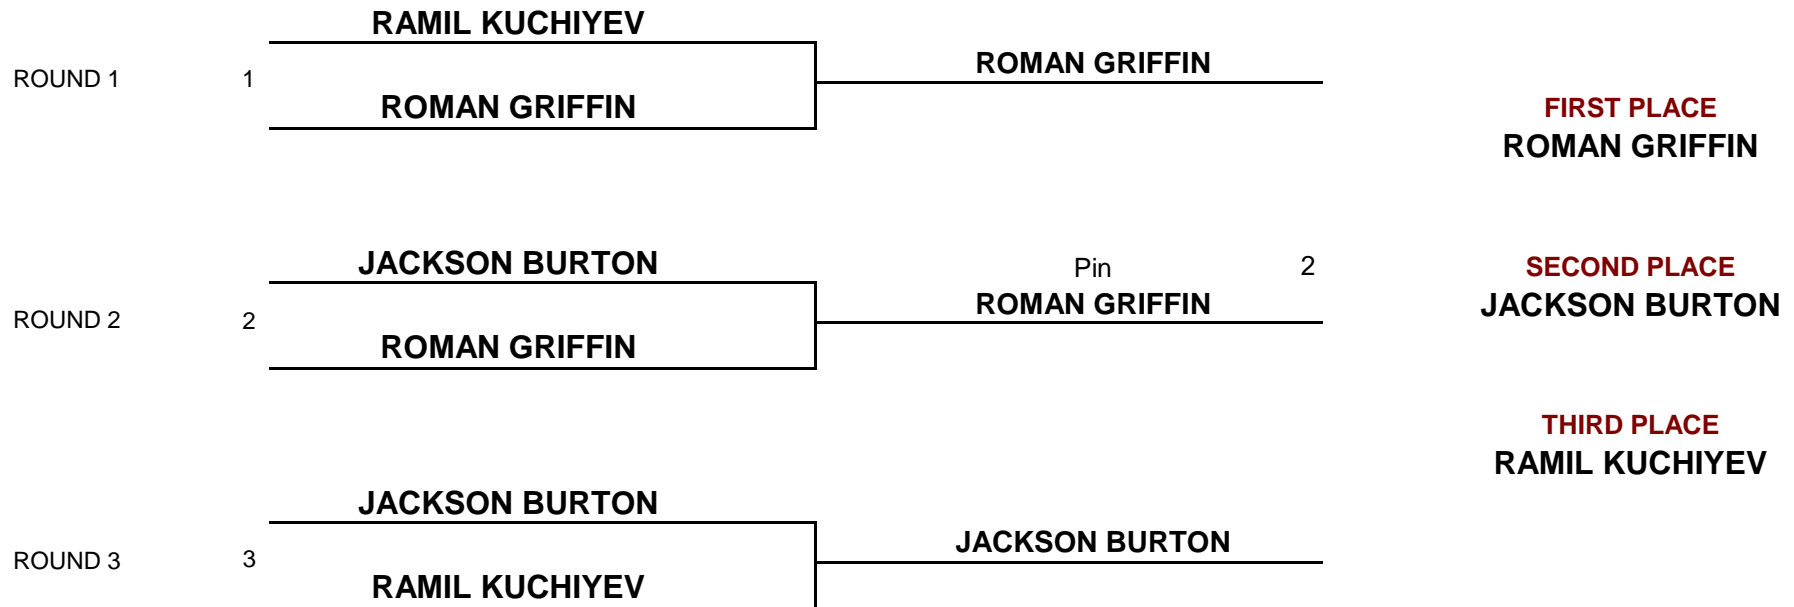 RAMIL KUCHIYEV
ROUND 1
1
ROMAN GRIFFIN
ROMAN GRIFFIN
FIRST PLACE
ROMAN GRIFFIN
JACKSON BURTON
ROUND 2
2
ROMAN GRIFFIN
Pin 2
ROMAN GRIFFIN
SECOND PLACE
JACKSON BURTON
THIRD PLACE
RAMIL KUCHIYEV
JACKSON BURTON
ROUND 3
3
RAMIL KUCHIYEV
JACKSON BURTON